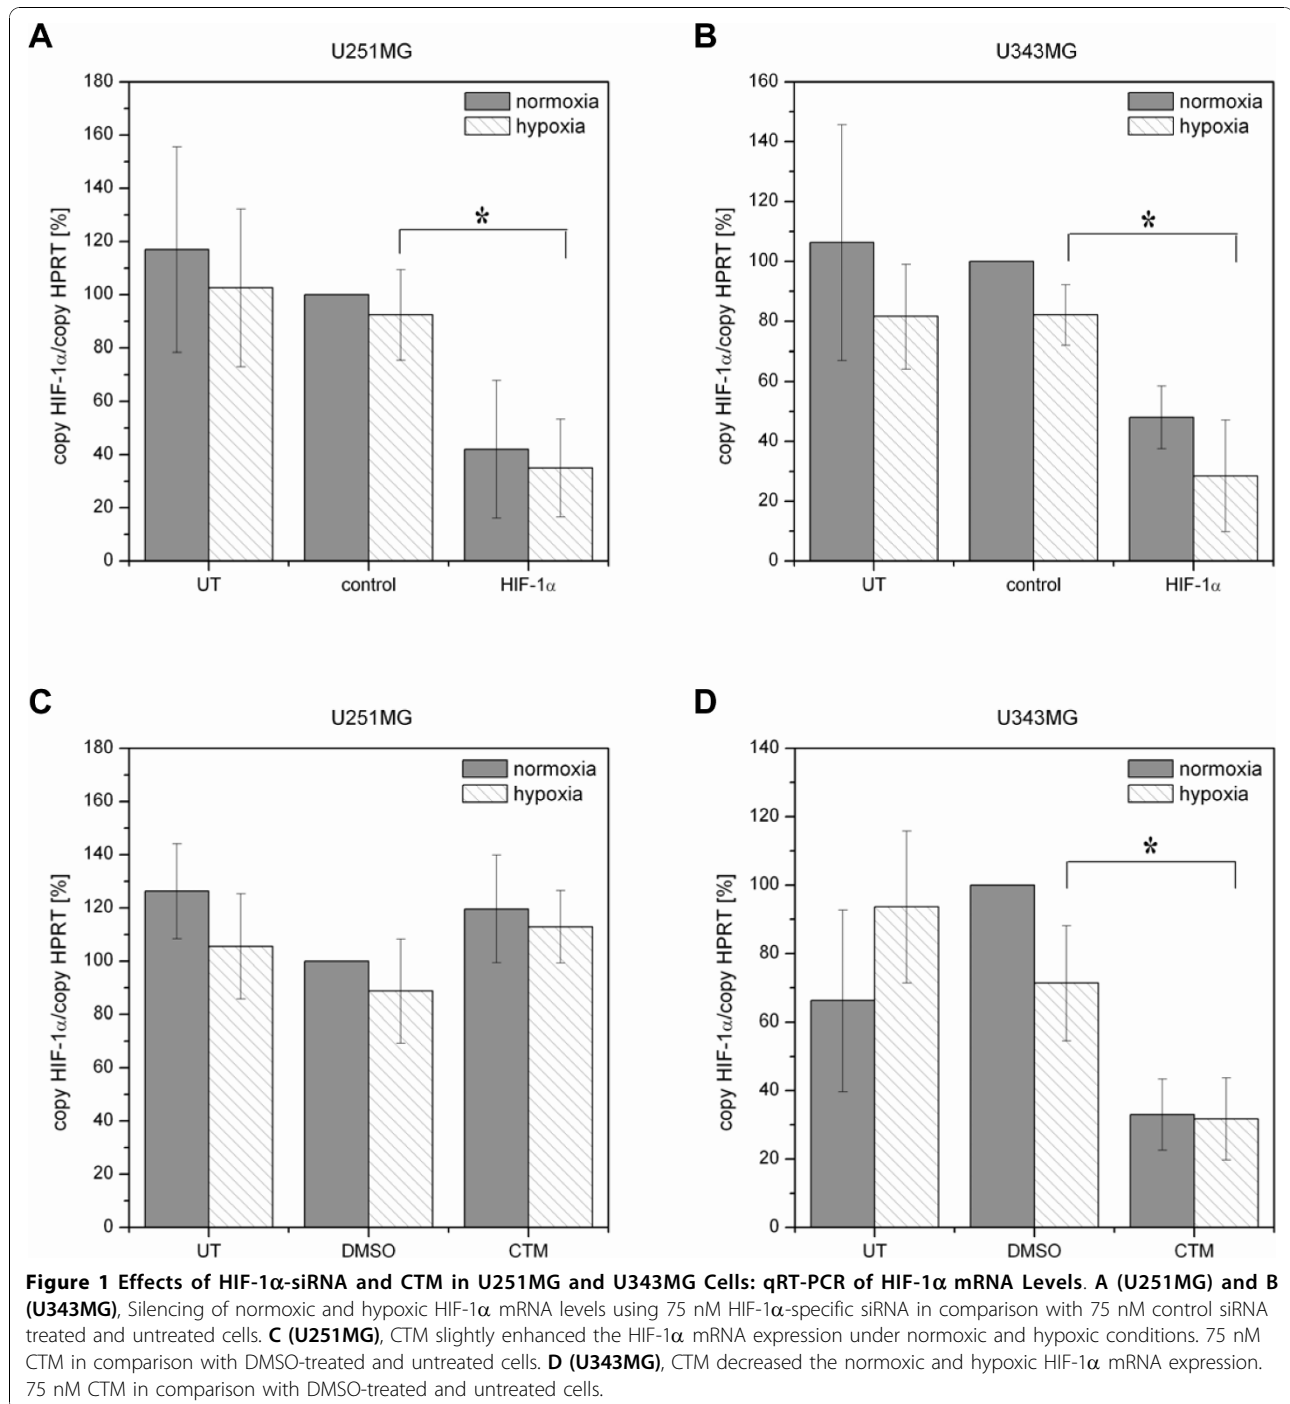 A
U251MG
180
160
140
120
100
80
60
40
20
0
copy HIF-1α/copy HPRT [%]
normoxia
hypoxia
*
UT control HIF-1α
B
U343MG
160
140
120
100
80
60
40
20
0
copy HIF-1α/copy HPRT [%]
normoxia
hypoxia
*
UT control HIF-1α
C
U251MG
180
160
140
120
100
80
60
40
20
0
copy HIF-1α/copy HPRT [%]
normoxia
hypoxia
UT DMSO CTM
D
U343MG
140
120
100
80
60
40
20
0
copy HIF-1α/copy HPRT [%]
normoxia
hypoxia
*
UT DMSO CTM
Figure 1 Effects of HIF-1α-siRNA and CTM in U251MG and U343MG Cells: qRT-PCR of HIF-1α mRNA Levels. A (U251MG) and B
(U343MG), Silencing of normoxic and hypoxic HIF-1α mRNA levels using 75 nM HIF-1α-specific siRNA in comparison with 75 nM control siRNA
treated and untreated cells. C (U251MG), CTM slightly enhanced the HIF-1α mRNA expression under normoxic and hypoxic conditions. 75 nM
CTM in comparison with DMSO-treated and untreated cells. D (U343MG), CTM decreased the normoxic and hypoxic HIF-1α mRNA expression.
75 nM CTM in comparison with DMSO-treated and untreated cells.